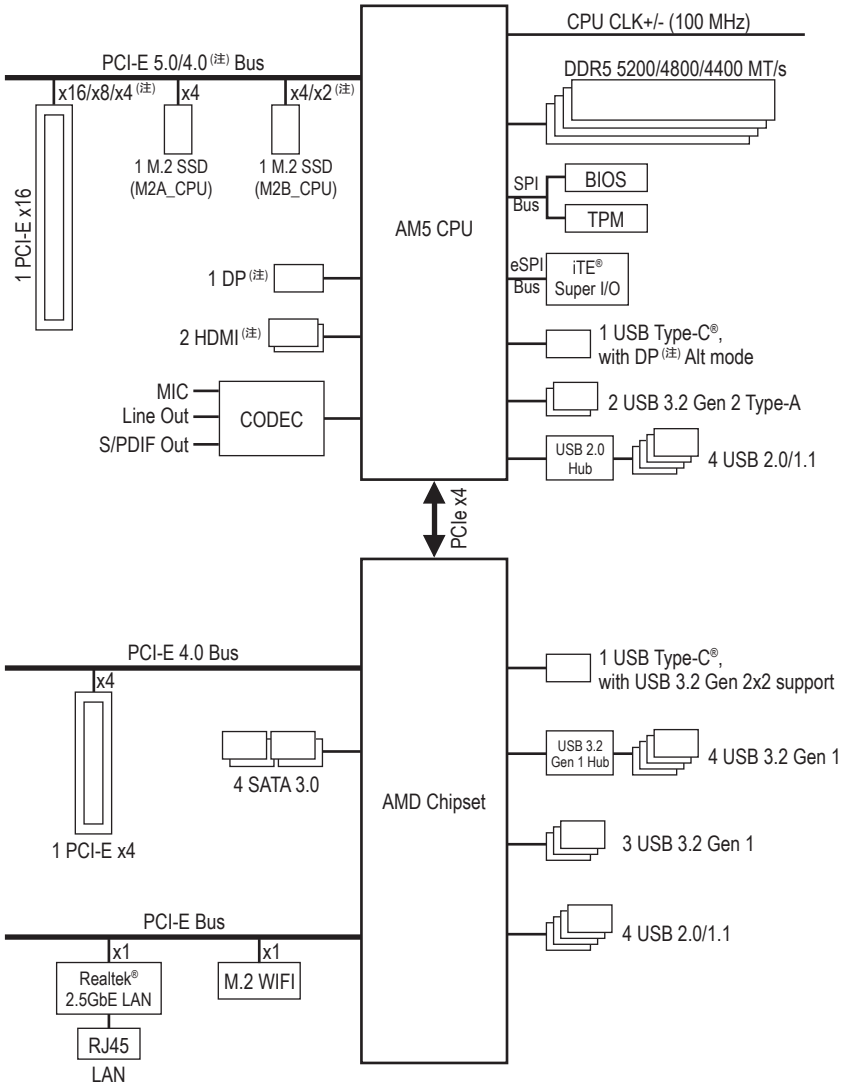 CPU CLK+/- (100 MHz)
PCI-E 5.0/4.0 (注) Bus
DDR5 5200/4800/4400 MT/s
x16/x8/x4 (注)
x4
x4/x2 (注)
1 PCI-E x16
1 M.2 SSD
(M2A_CPU)
1 M.2 SSD
(M2B_CPU)
SPI
Bus
BIOS
TPM
AM5 CPU
eSPI
Bus
iTE®
Super I/O
1 DP (注)
2 HDMI (注)
1 USB Type-C®,
with DP (注) Alt mode
MIC
Line Out
S/PDIF Out
CODEC
2 USB 3.2 Gen 2 Type-A
USB 2.0
Hub
4 USB 2.0/1.1
PCIe x4
PCI-E 4.0 Bus
x4
1 PCI-E x4
4 SATA 3.0
AMD Chipset
1 USB Type-C®,
with USB 3.2 Gen 2x2 support
USB 3.2
Gen 1 Hub
4 USB 3.2 Gen 1
3 USB 3.2 Gen 1
4 USB 2.0/1.1
PCI-E Bus
x1
x1
Realtek®
2.5GbE LAN
M.2 WIFI
RJ45
LAN